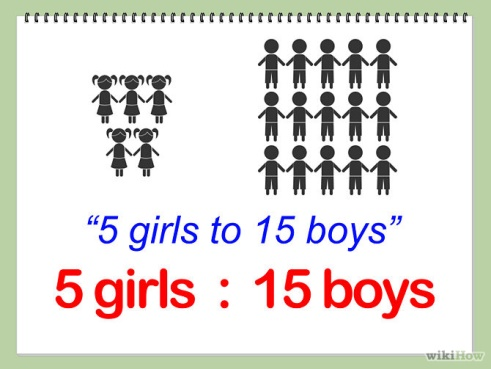 “5 girls to 15 boys”
5 girls : 15 boys
wikiHow